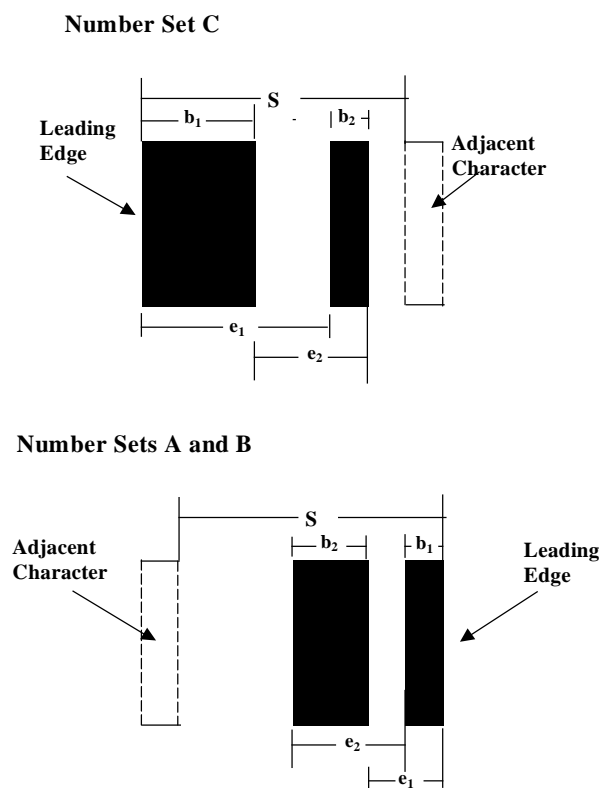 Number Set C
S
b1 b2
Leading
Edge
Adjacent
Character
e1
e2
Number Sets A and B
S
b2 b1
Adjacent
Character
Leading
Edge
e2
e1